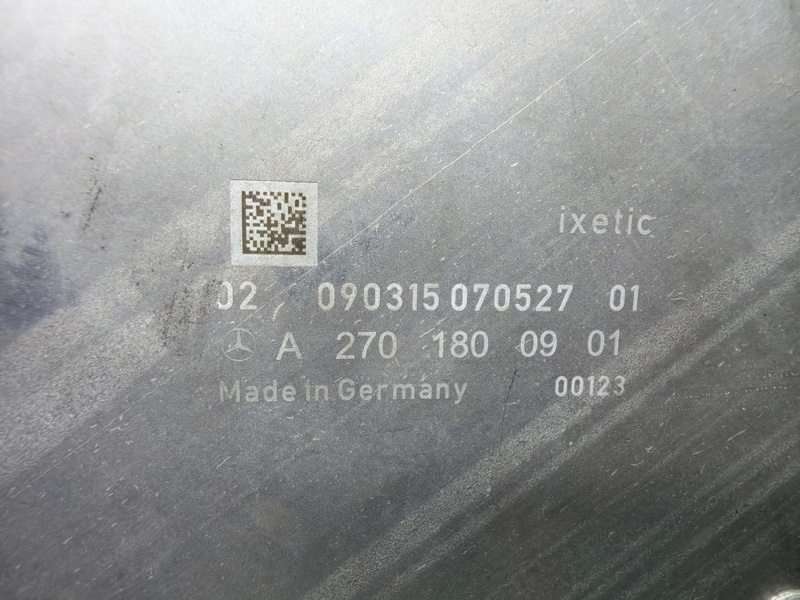 ixetic
02 090315 070527 01
A 270 180 09 01
Made in Germany 00123